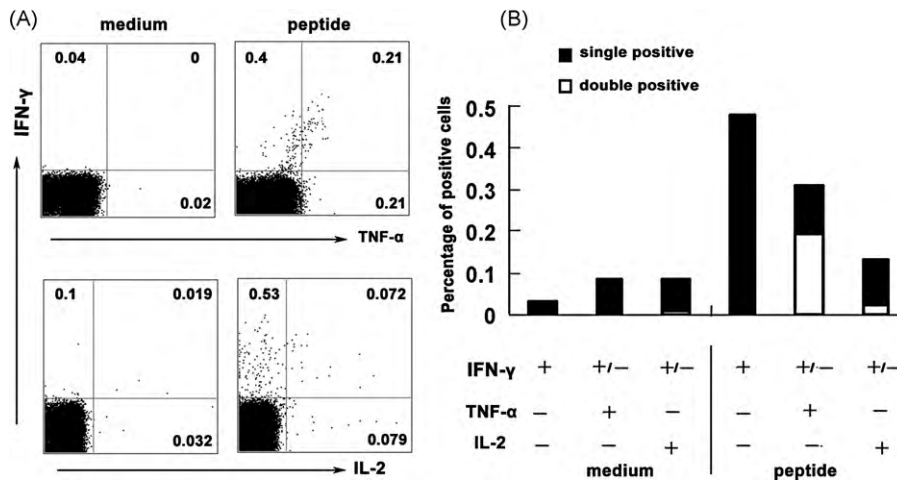 (A)
medium
peptide
IFN-γ
0.04 0
0.02
0.4 0.21
0.21
TNF-α
0.1 0.019
0.032
0.53 0.072
0.079
IL-2
(B)
single positive
double positive
Percentage of positive cells
0.5
0.4
0.3
0.2
0.1
0
IFN-γ + +/− +/− + +/− +/−
TNF-α − + − − + −
IL-2 − − + − − +
medium peptide